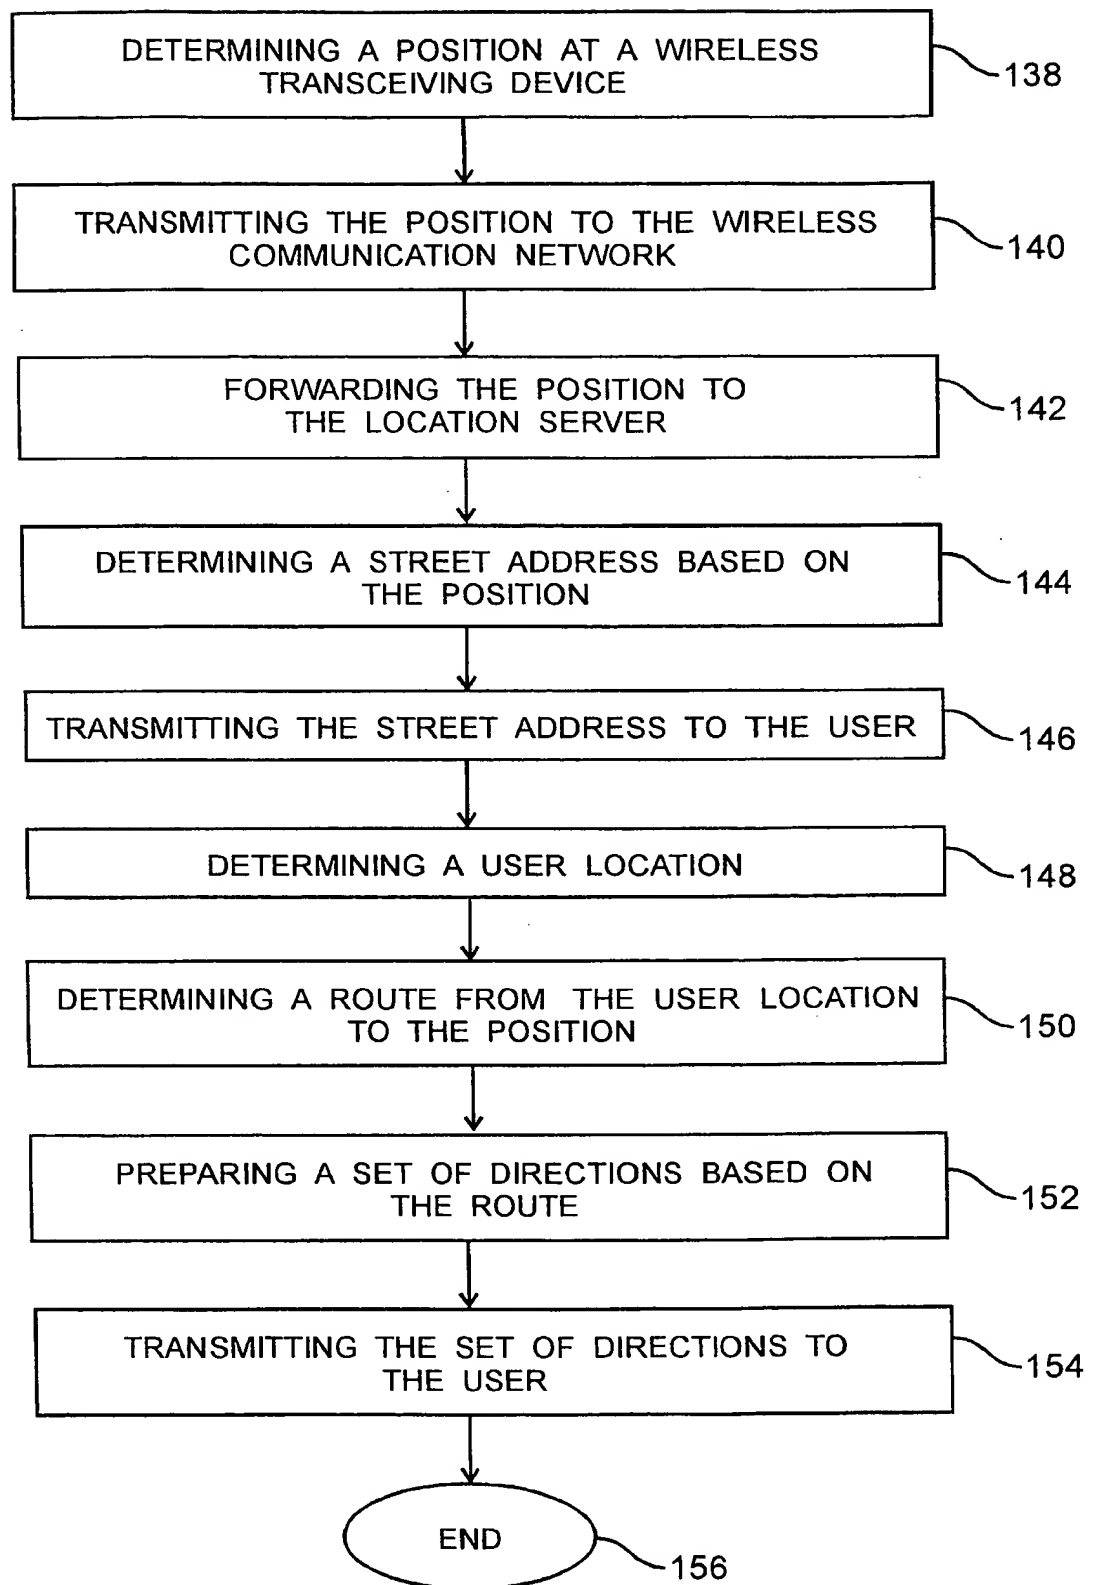 DETERMINING A POSITION AT A WIRELESS
TRANSCEIVING DEVICE
138
TRANSMITTING THE POSITION TO THE WIRELESS
COMMUNICATION NETWORK
140
FORWARDING THE POSITION TO
THE LOCATION SERVER
142
DETERMINING A STREET ADDRESS BASED ON
THE POSITION
144
TRANSMITTING THE STREET ADDRESS TO THE USER
146
DETERMINING A USER LOCATION
148
DETERMINING A ROUTE FROM THE USER LOCATION
TO THE POSITION
150
PREPARING A SET OF DIRECTIONS BASED ON
THE ROUTE
152
TRANSMITTING THE SET OF DIRECTIONS TO
THE USER
154
END
156